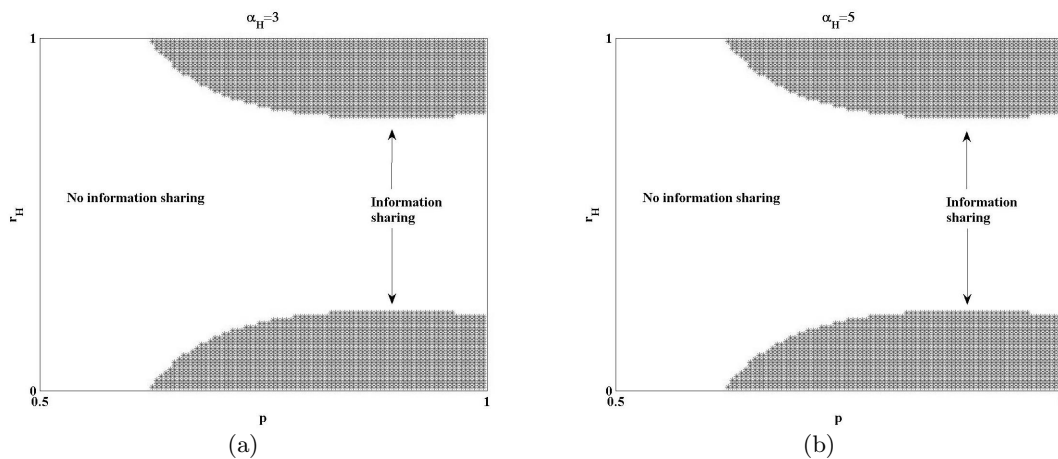 α_H=3
1
r_H
No information sharing
Information
sharing
0
0.5
p
1
(a)
α_H=5
1
r_H
No information sharing
Information
sharing
0
0.5
p
(b)